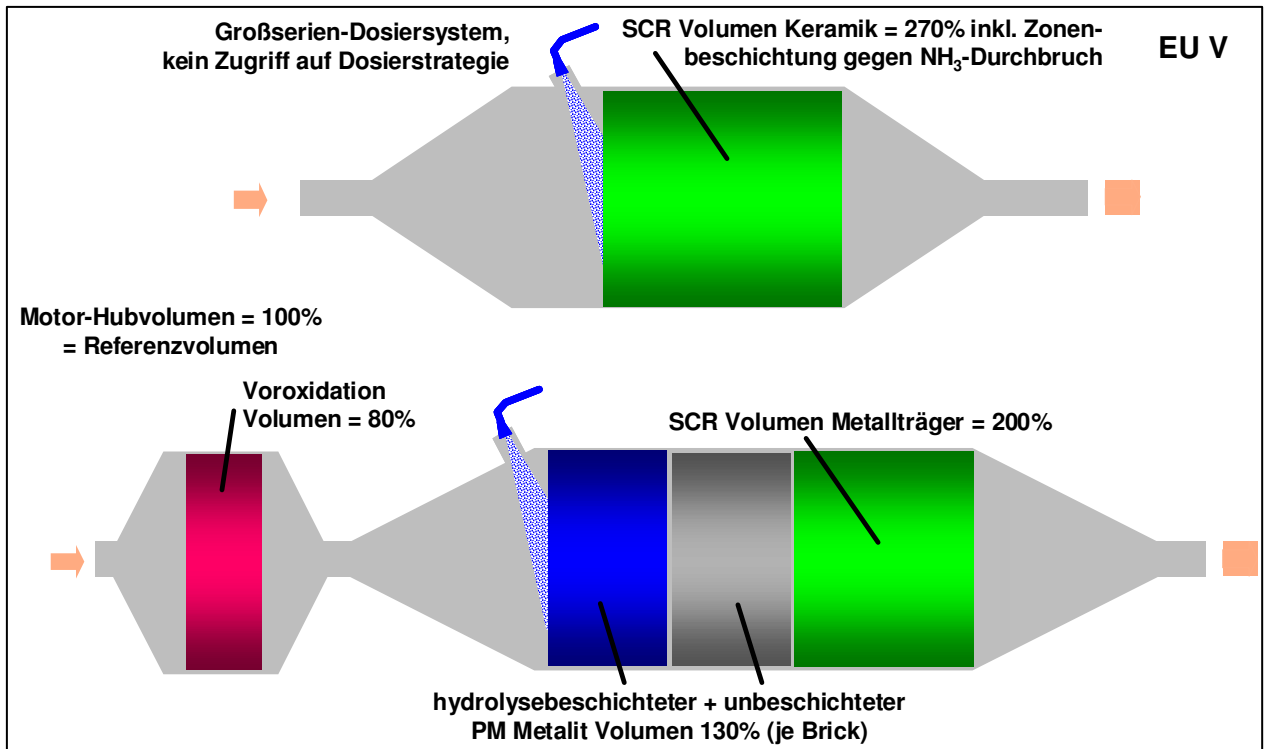 Großserien-Dosiersystem,
kein Zugriff auf Dosierstrategie
SCR Volumen Keramik = 270% inkl. Zonen-
beschichtung gegen NH₃-Durchbruch
EU V
Motor-Hubvolumen = 100%
= Referenzvolumen
Voroxidation
Volumen = 80%
SCR Volumen Metallträger = 200%
hydrolysebeschichteter + unbeschichteter
PM Metalit Volumen 130% (je Brick)